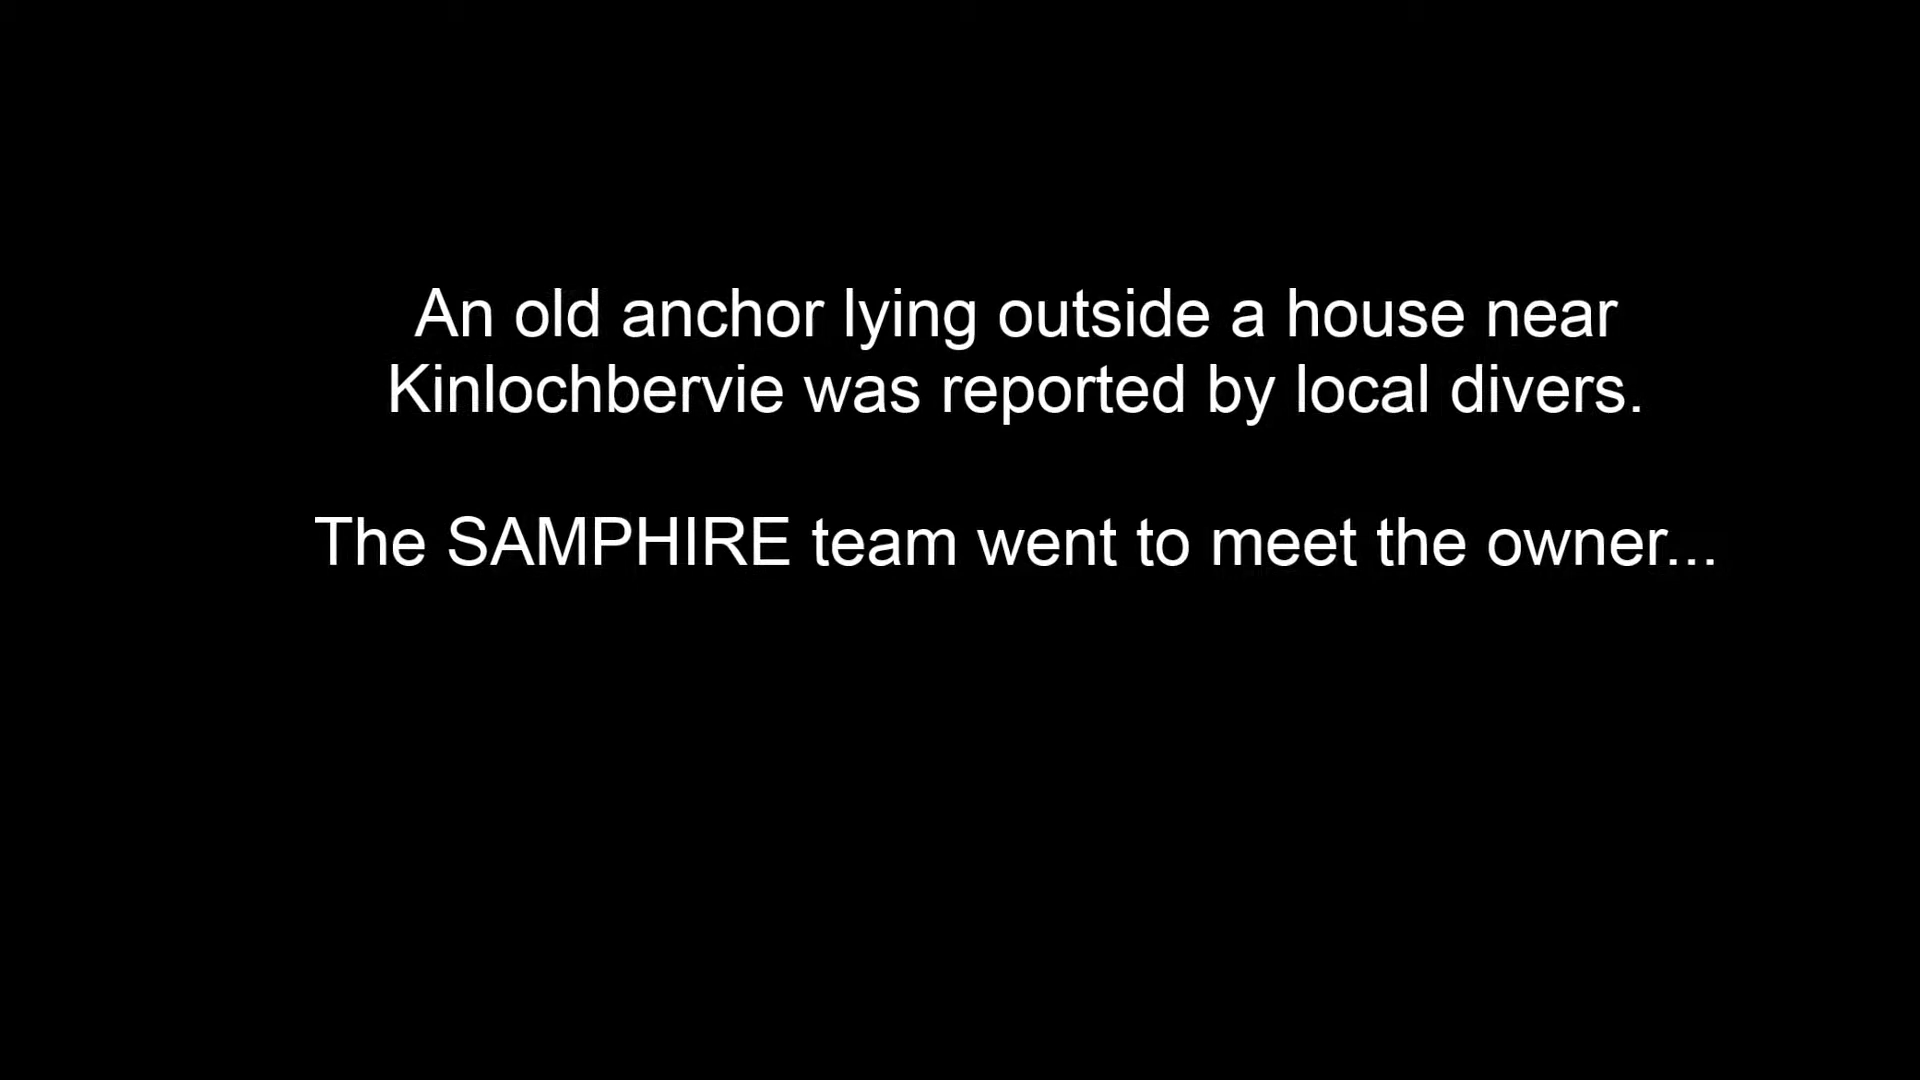 An old anchor lying outside a house near
Kinlochbervie was reported by local divers.
The SAMPHIRE team went to meet the owner...